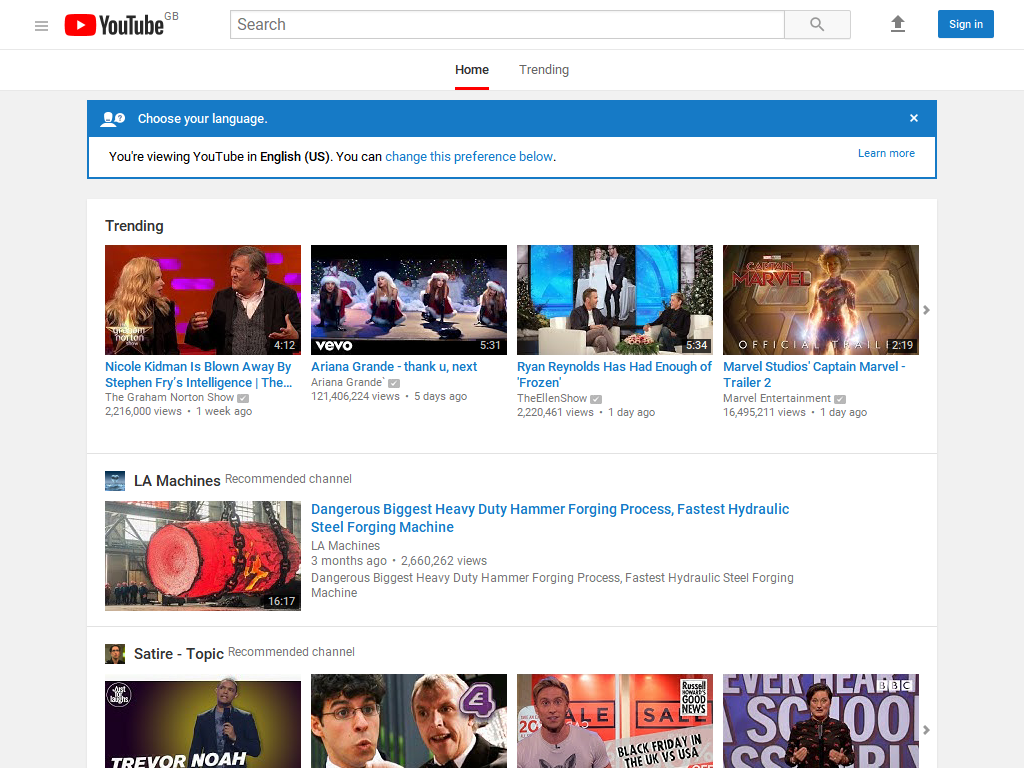 YouTube GB
Search
Sign in
Home
Trending
Choose your language.
×
You're viewing YouTube in English (US). You can change this preference below.
Learn more
Trending
the
graham
norton
show
4:12
vevo
5:31
5:34
MARVEL STUDIOS
CAPTAIN
MARVEL
OFFICIAL TRAILE
2:19
Nicole Kidman Is Blown Away By
Stephen Fry's Intelligence | The...
The Graham Norton Show
2,216,000 views • 1 week ago
Ariana Grande - thank u, next
Ariana Grande`
121,406,224 views • 5 days ago
Ryan Reynolds Has Had Enough of
'Frozen'
TheEllenShow
2,220,461 views • 1 day ago
Marvel Studios' Captain Marvel -
Trailer 2
Marvel Entertainment
16,495,211 views • 1 day ago
LA Machines Recommended channel
16:17
Dangerous Biggest Heavy Duty Hammer Forging Process, Fastest Hydraulic
Steel Forging Machine
LA Machines
3 months ago • 2,660,262 views
Dangerous Biggest Heavy Duty Hammer Forging Process, Fastest Hydraulic Steel Forging
Machine
Satire - Topic Recommended channel
Just
for
laughs
TREVOR NOAH
4
Russell
HOWARD'S
GOOD
NEWS
SALE
SALE
20
BLACK FRIDAY IN
THE UK VS USA
OFF
BBC
EVER HEAR
SCHOOL